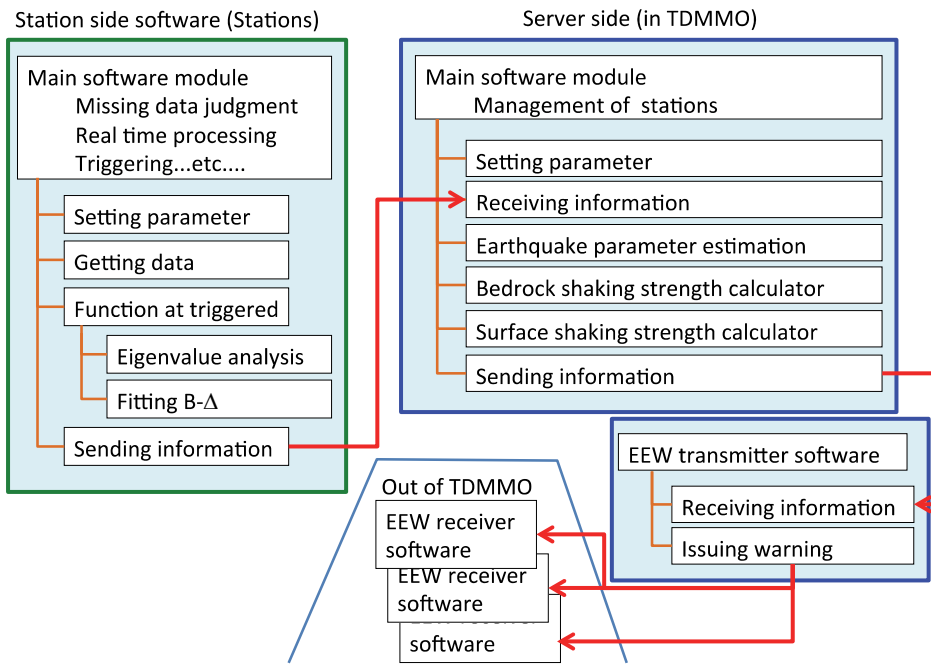 Station side software (Stations)
Main software module
Missing data judgment
Real time processing
Triggering...etc....
Setting parameter
Getting data
Function at triggered
Eigenvalue analysis
Fitting B-Δ
Sending information
Server side (in TDMMO)
Main software module
Management of stations
Setting parameter
Receiving information
Earthquake parameter estimation
Bedrock shaking strength calculator
Surface shaking strength calculator
Sending information
EEW transmitter software
Receiving information
Issuing warning
Out of TDMMO
EEW receiver
software
EEW receiver
software
software